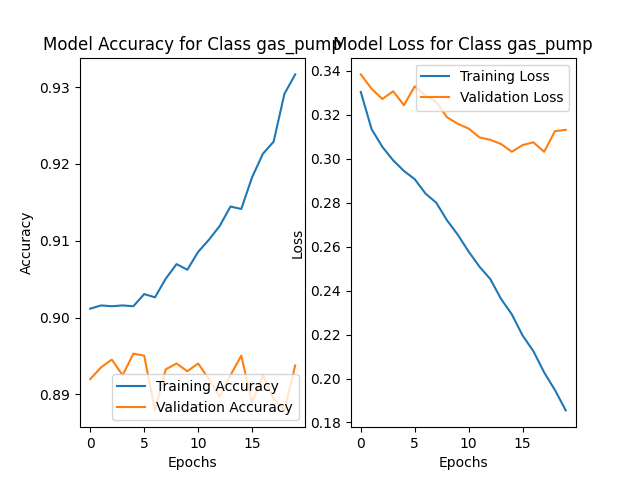 Model Accuracy for Class gas_pump
Model Loss for Class gas_pump
0.93
0.92
0.91
0.90
0.89
Accuracy
0
5
10
15
Epochs
Training Accuracy
Validation Accuracy
0.34
0.32
0.30
0.28
0.26
0.24
0.22
0.20
0.18
Loss
0
5
10
15
Epochs
Training Loss
Validation Loss